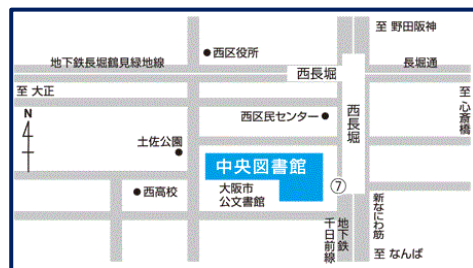 至 野田阪神
西区役所
地下鉄長堀鶴見緑地線
西長堀
長堀通
至 大正
西長堀
至 心斎橋
N
西区民センター
土佐公園
中央図書館
⑦
西高校
大阪市
公文書館
新なにわ筋
地下鉄
千日前線
至 なんば